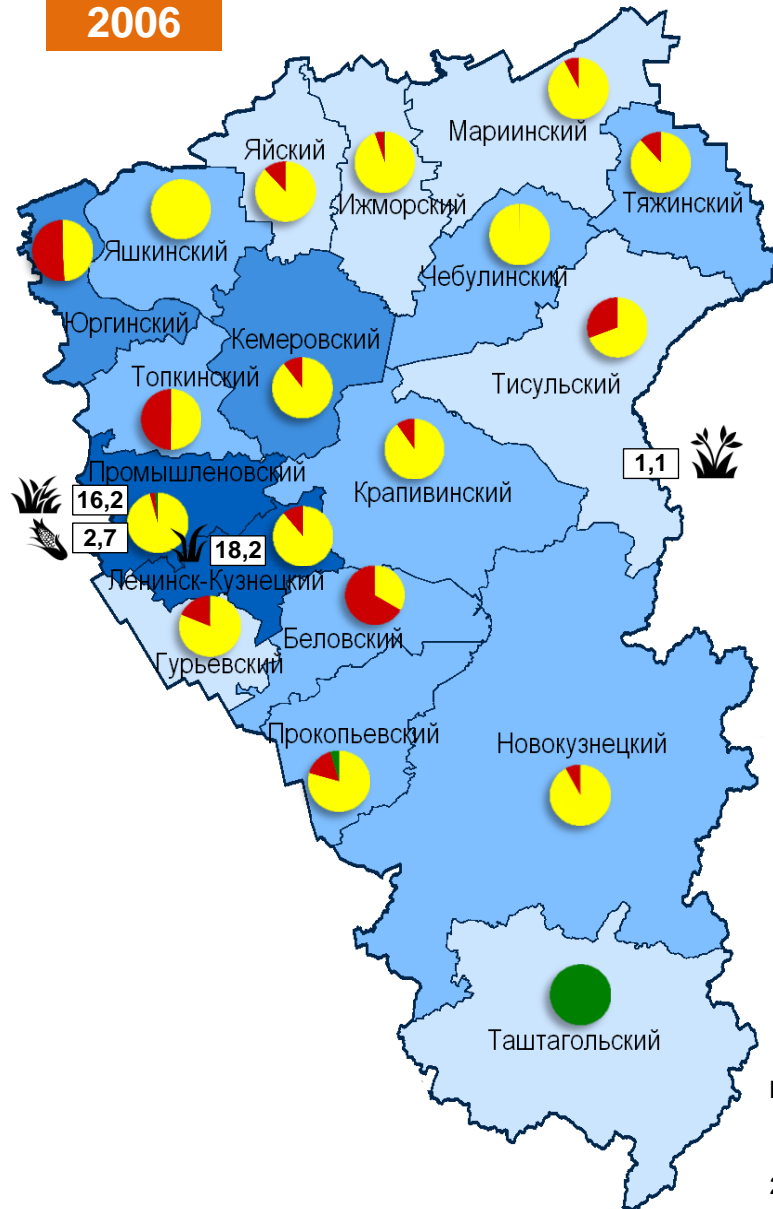 2006
Мариинский
Яйский
Ижморский
Тяжинский
Яшкинский
Чебулинский
Юргинский
Кемеровский
Топкинский
Тисульский
1,1
Промышленовский
Крапивинский
16,2
2,7
18,2
Ленинск-Кузнецкий
Беловский
Гурьевский
Прокопьевский
Новокузнецкий
Таштагольский